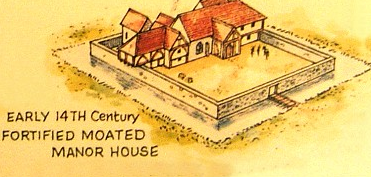 EARLY 14TH Century
FORTIFIED MOATED
MANOR HOUSE